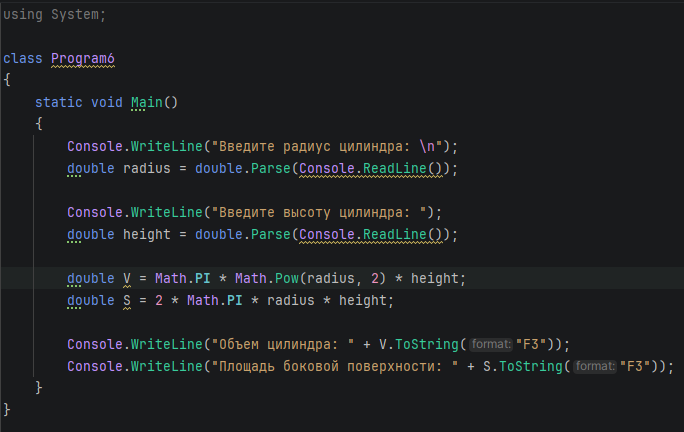 using System;
class Programó
{
static void Main()
{
Console.WriteLine("Введите радиус цилиндра: \n");
double radius = double.Parse(Console.ReadLine());
Console.WriteLine("Введите высоту цилиндра: ");
double height = double.Parse(Console.ReadLine());
double V = Math.PI * Math.Pow(radius, 2) * height;
double S = 2 * Math.PI * radius * height;
Console.WriteLine("Объем цилиндра: " + V.ToString( format: "F3"));
Console.WriteLine("Площадь боковой поверхности: " + S.ToString( format: "F3"));
}
}